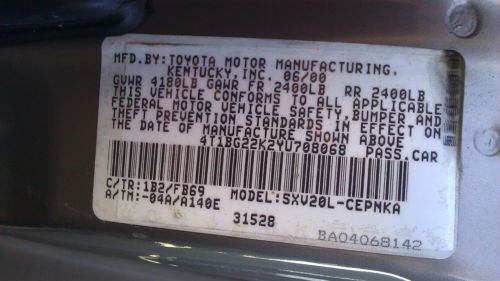 MFD.BY:TOYOTA MOTOR MANUFACTURING,
KENTUCKY,INC. 06/00
GVWR 4180LB GAWR FR 2400LB RR 2400LB
THIS VEHICLE CONFORMS TO ALL APPLICABLE
FEDERAL MOTOR VEHICLE SAFETY,BUMPER AND
THEFT PREVENTION STANDARDS IN EFFECT ON
THE DATE OF MANUFACTURE SHOWN ABOVE
4T1BG22K2YU708068 PASS.CAR
C/TR:1B2/FB69 MODEL:SXV20L-CEPNKA
A/TM:-04A/A140E
31528
BA04068142